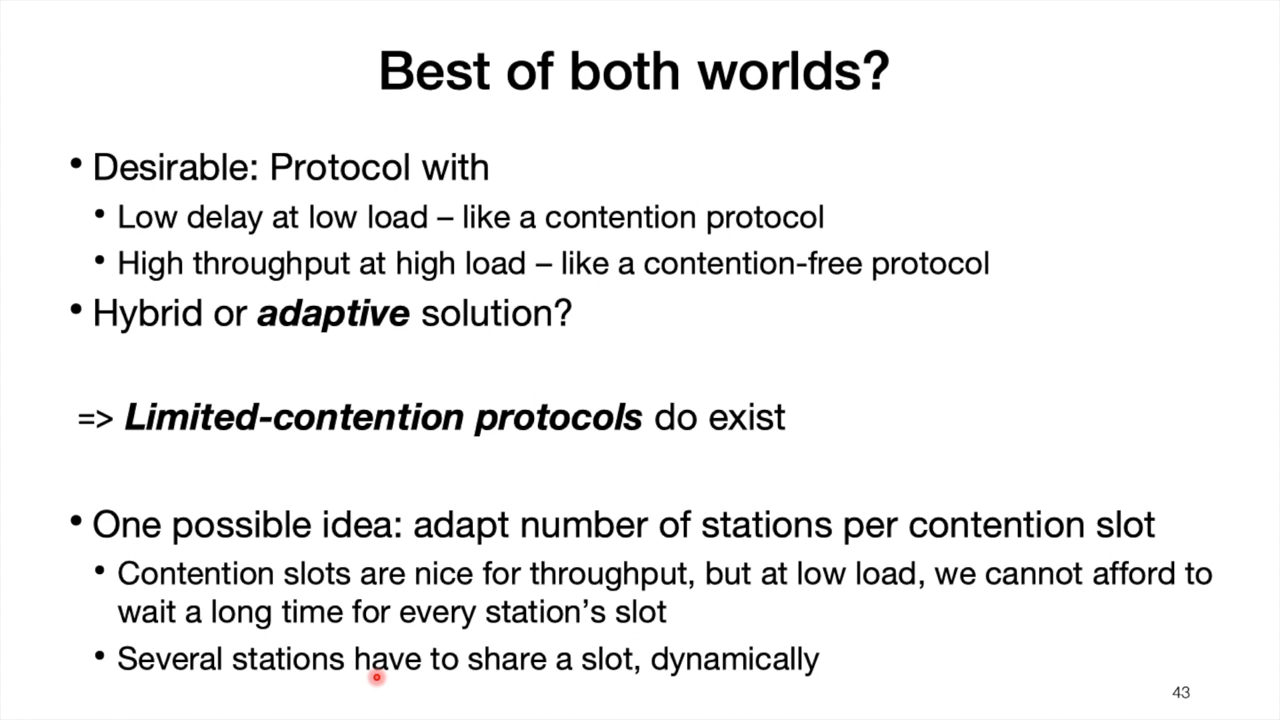 Best of both worlds?
• Desirable: Protocol with
• Low delay at low load – like a contention protocol
• High throughput at high load – like a contention-free protocol
• Hybrid or adaptive solution?
=> Limited-contention protocols do exist
• One possible idea: adapt number of stations per contention slot
• Contention slots are nice for throughput, but at low load, we cannot afford to
wait a long time for every station’s slot
• Several stations have to share a slot, dynamically
43